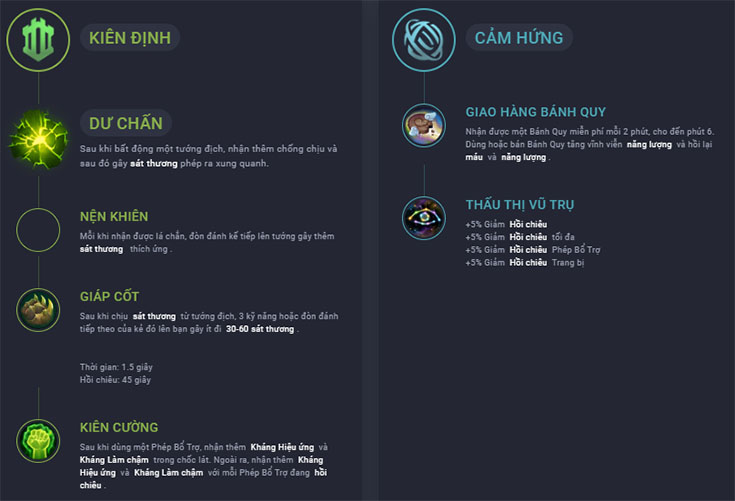 KIÊN ĐỊNH
DƯ CHẤN
Sau khi bất động một tướng địch, nhận thêm chống chịu và
sau đó gây sát thương phép ra xung quanh.
NỆN KHIÊN
Mỗi khi nhận được lá chắn, đòn đánh kế tiếp lên tướng gây thêm
sát thương thích ứng .
GIÁP CỐT
Sau khi chịu sát thương từ tướng địch, 3 kỹ năng hoặc đòn đánh
tiếp theo của kẻ đó lên bạn gây ít đi 30-60 sát thương .
Thời gian: 1.5 giây
Hồi chiêu: 45 giây
KIÊN CƯỜNG
Sau khi dùng một Phép Bổ Trợ, nhận thêm Kháng Hiệu ứng và
Kháng Làm chậm trong chốc lát. Ngoài ra, nhận thêm Kháng
Hiệu ứng và Kháng Làm chậm với mỗi Phép Bổ Trợ đang hồi
chiêu .
CẢM HỨNG
GIAO HÀNG BÁNH QUY
Nhận được một Bánh Quy miễn phí mỗi 2 phút, cho đến phút 6.
Dùng hoặc bán Bánh Quy tăng vĩnh viễn năng lượng và hồi lại
máu và năng lượng .
THẤU THỊ VŨ TRỤ
+5% Giảm Hồi chiêu
+5% Giảm Hồi chiêu tối đa
+5% Giảm Hồi chiêu Phép Bổ Trợ
+5% Giảm Hồi chiêu Trang bị